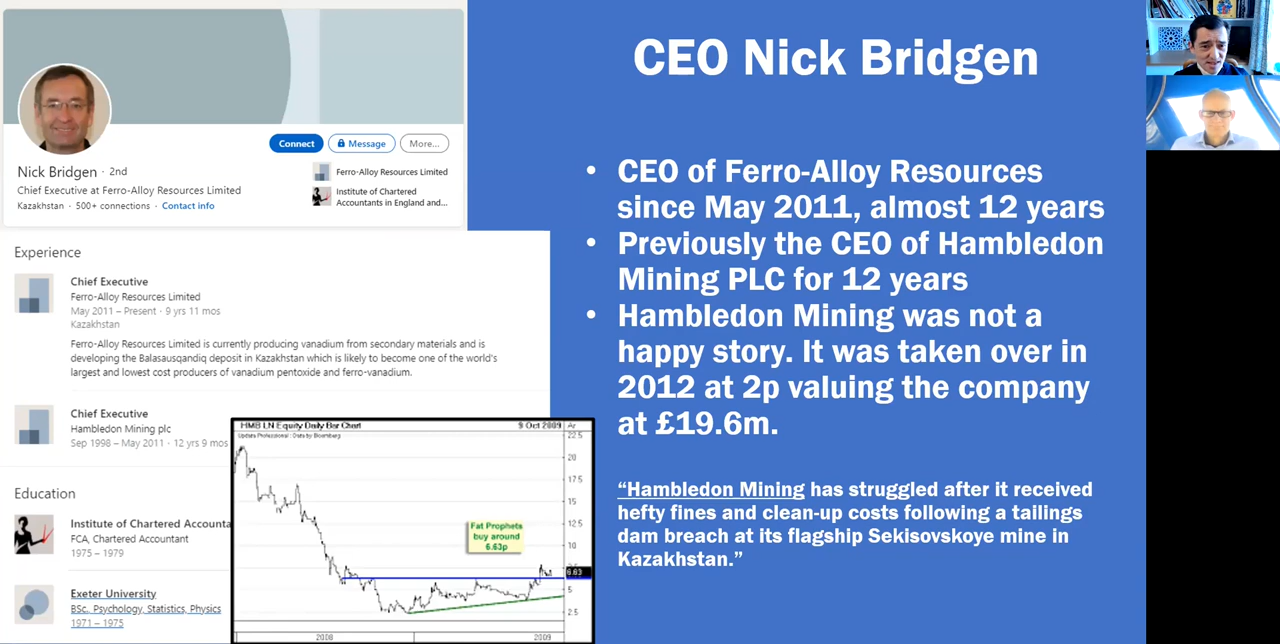 Nick Bridgen · 2nd
Chief Executive at Ferro-Alloy Resources Limited
Kazakhstan · 500+ connections · Contact info
Connect
Message
More...
Ferro-Alloy Resources Limited
Institute of Chartered
Accountants in England and...
Experience
Chief Executive
Ferro-Alloy Resources Limited
May 2011 – Present · 9 yrs 11 mos
Kazakhstan
Ferro-Alloy Resources Limited is currently producing vanadium from secondary materials and is
developing the Balasausqandiq deposit in Kazakhstan which is likely to become one of the world's
largest and lowest cost producers of vanadium pentoxide and ferro-vanadium.
Chief Executive
Hambledon Mining plc
Sep 1998 – May 2011 · 12 yrs 9 mos
Education
Institute of Chartered Accounta
FCA, Chartered Accountant
1975 – 1979
Exeter University
BSc, Psychology, Statistics, Physics
1971 – 1975
HMB LN Equity Daily Bar Chart
9 Oct 2009
Updata Professional : Data by Bloomberg
22.5
20
17.5
15
12.5
10
6.63
5
2.5
Fat Prophets
buy around
6.63p
2008
2009
CEO Nick Bridgen
• CEO of Ferro-Alloy Resources
since May 2011, almost 12 years
• Previously the CEO of Hambledon
Mining PLC for 12 years
• Hambledon Mining was not a
happy story. It was taken over in
2012 at 2p valuing the company
at £19.6m.
“Hambledon Mining has struggled after it received
hefty fines and clean-up costs following a tailings
dam breach at its flagship Sekisovskoye mine in
Kazakhstan.”